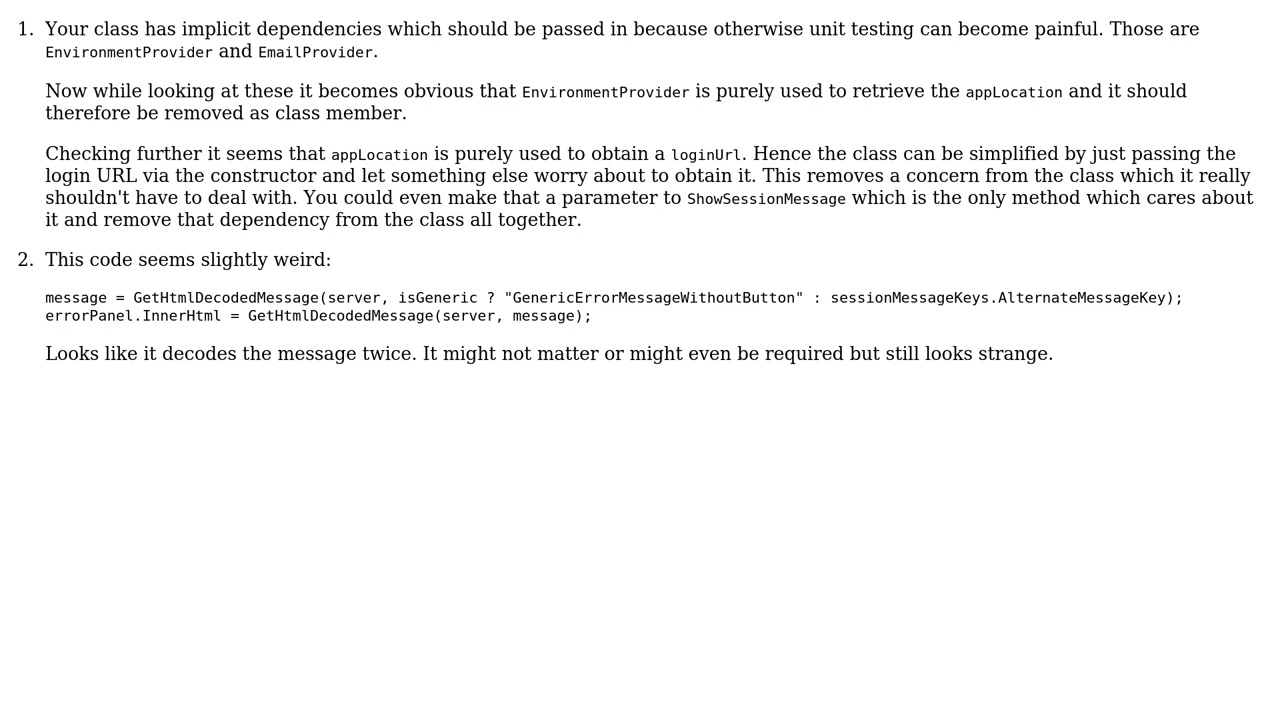 1. Your class has implicit dependencies which should be passed in because otherwise unit testing can become painful. Those are
EnvironmentProvider and EmailProvider.
Now while looking at these it becomes obvious that EnvironmentProvider is purely used to retrieve the appLocation and it should
therefore be removed as class member.
Checking further it seems that appLocation is purely used to obtain a loginUrl. Hence the class can be simplified by just passing the
login URL via the constructor and let something else worry about to obtain it. This removes a concern from the class which it really
shouldn't have to deal with. You could even make that a parameter to ShowSessionMessage which is the only method which cares about
it and remove that dependency from the class all together.
2. This code seems slightly weird:
message = GetHtmlDecodedMessage(server, isGeneric ? "GenericErrorMessageWithoutButton" : sessionMessageKeys.AlternateMessageKey);
errorPanel.InnerHtml = GetHtmlDecodedMessage(server, message);
Looks like it decodes the message twice. It might not matter or might even be required but still looks strange.